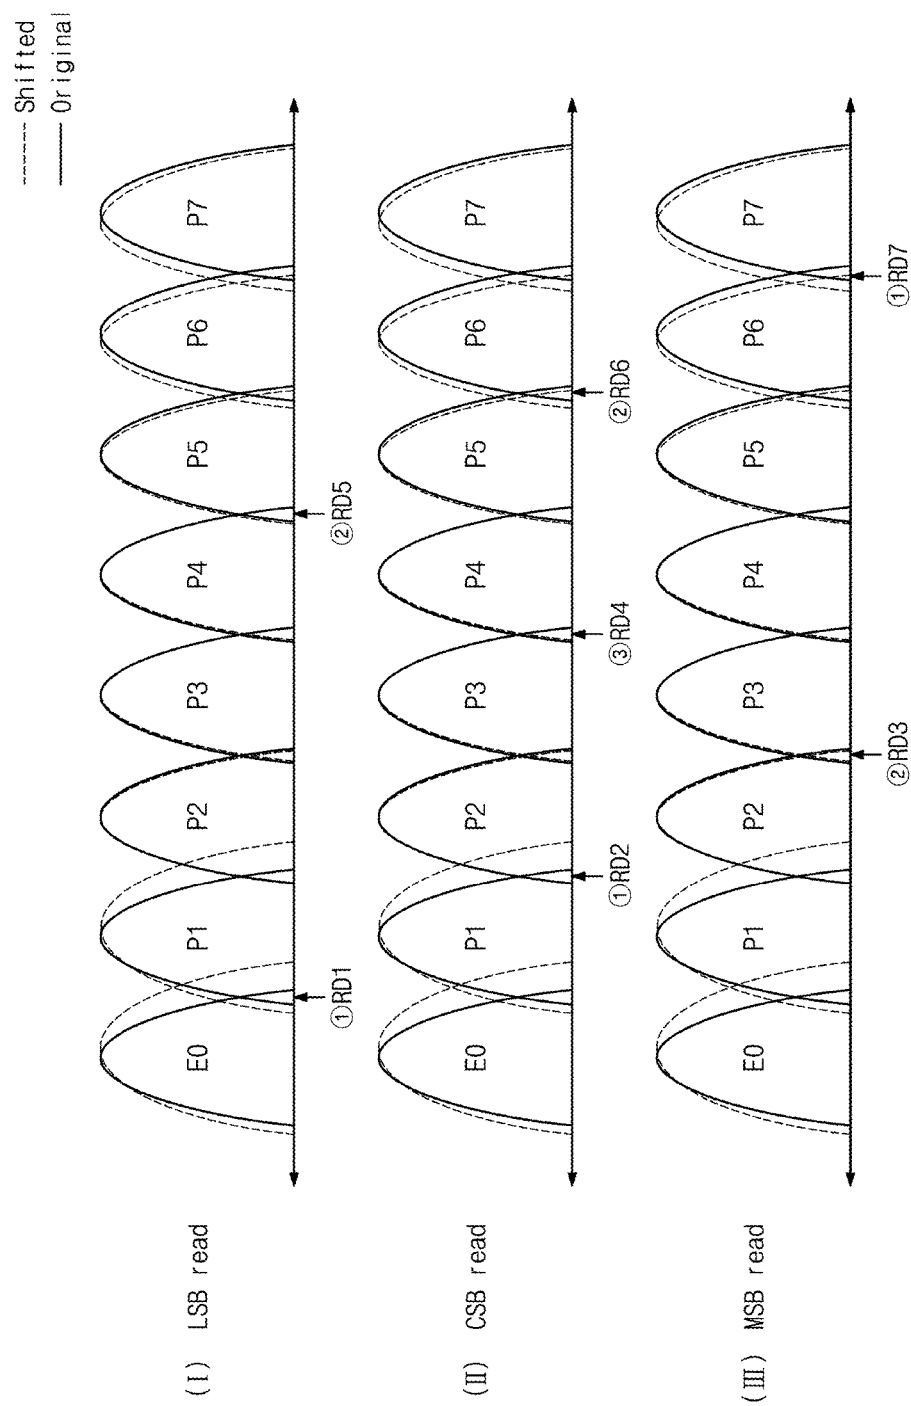 Shifted
Original
(I) LSB read
E0 P1 P2 P3 P4 P5 P6 P7
①RD1 ②RD5
(II) CSB read
E0 P1 P2 P3 P4 P5 P6 P7
①RD2 ③RD4 ②RD6
(III) MSB read
E0 P1 P2 P3 P4 P5 P6 P7
②RD3 ①RD7